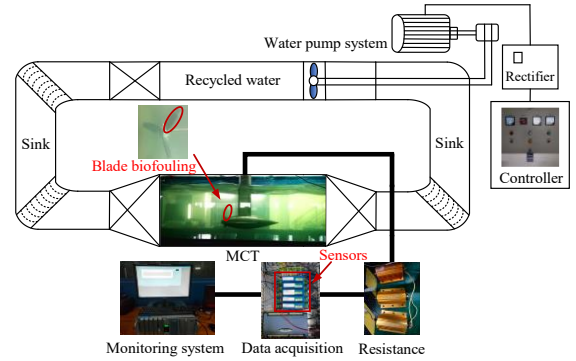 Water pump system
Recycled water
Rectifier
Sink
Sink
Blade biofouling
Controller
MCT
Sensors
Monitoring system
Data acquisition
Resistance